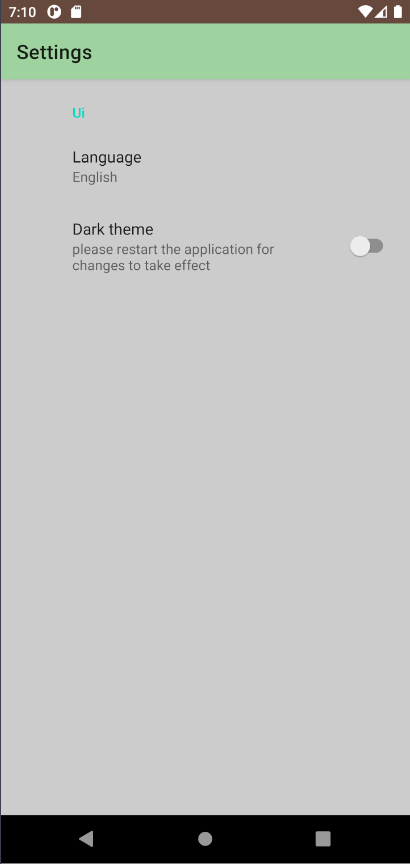 7:10
Settings
Ui
Language
English
Dark theme
please restart the application for
changes to take effect